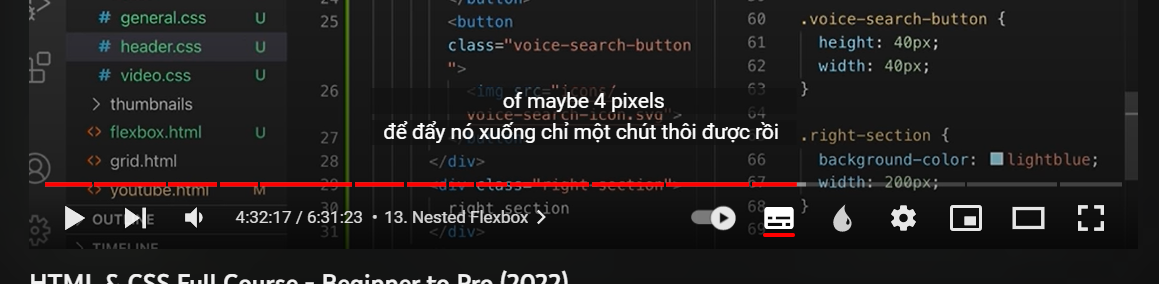 general.css U
header.css U
video.css U
thumbnails
flexbox.html U
grid.html
youtube.html M
OUTLINE
TIMELINE
24 </button>
25 <button
class="voice-search-button
">
26 <img src="icons/
voice-search-icon.svg">
27 </button>
28 </div>
29 <div class="right-section">
30 right section
31 </div>
60 .voice-search-button {
61 height: 40px;
62 width: 40px;
63 }
64
.right-section {
66 background-color: lightblue;
67 width: 200px;
68 }
of maybe 4 pixels
để đẩy nó xuống chỉ một chút thôi được rồi
4:32:17 / 6:31:23 • 13. Nested Flexbox
HTML & CSS Full Course - Beginner to Pro (2022)